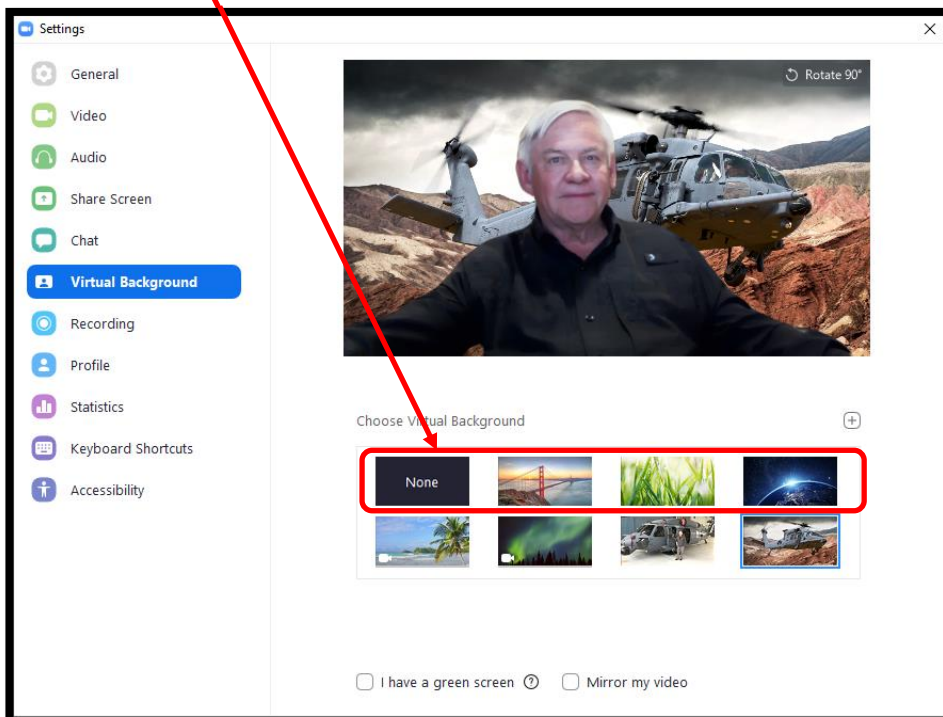 Settings
General
Rotate 90°
Video
Audio
Share Screen
Chat
Virtual Background
Recording
Profile
Statistics
Keyboard Shortcuts
Accessibility
Choose Virtual Background
None
I have a green screen
Mirror my video